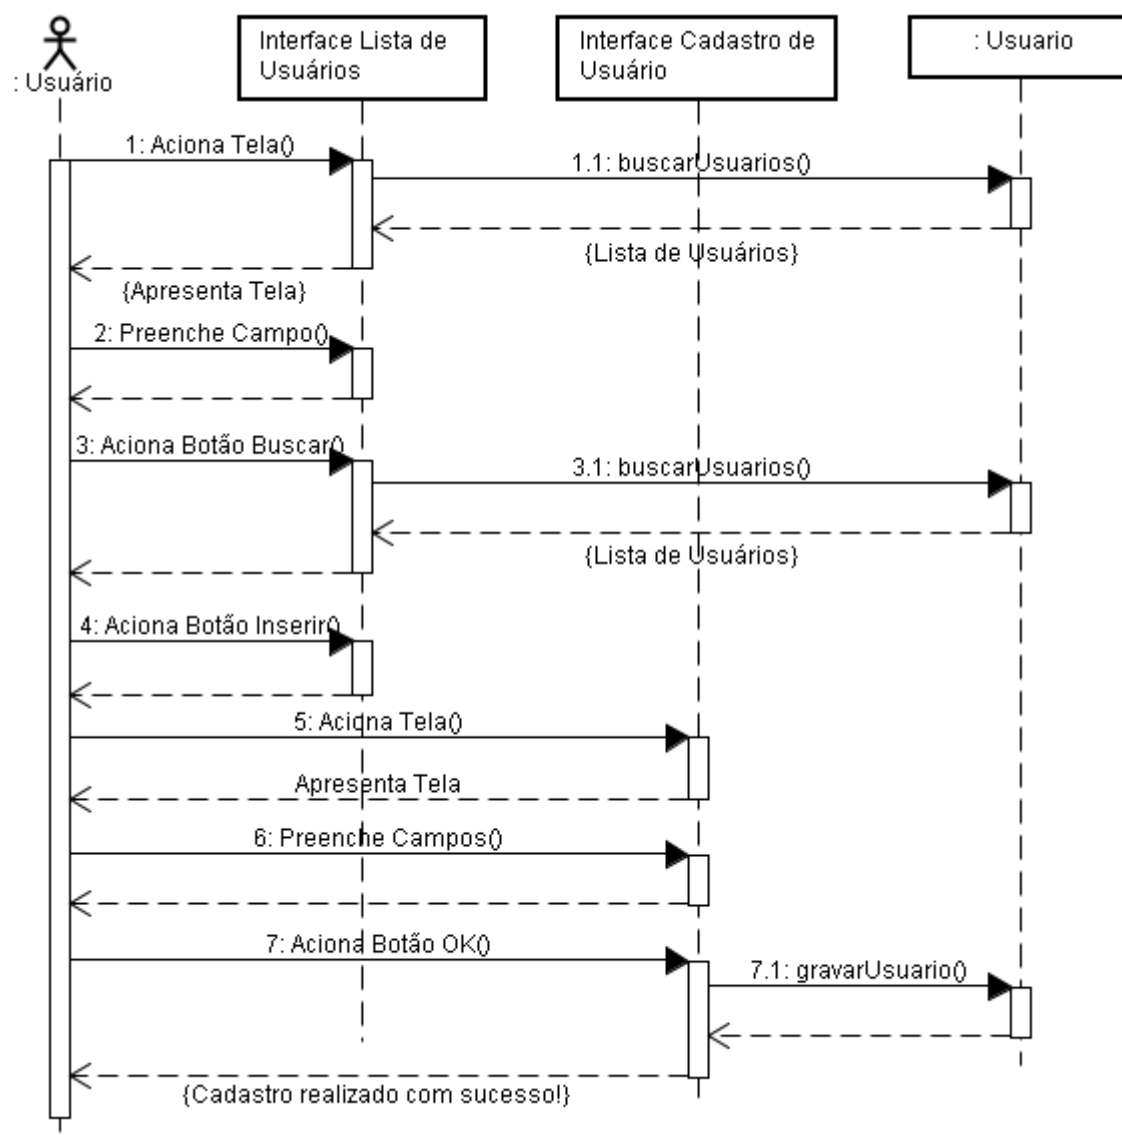 : Usuário
Interface Lista de
Usuários
Interface Cadastro de
Usuário
: Usuario
1: Aciona Tela()
1.1: buscarUsuarios()
{Lista de Usuários}
{Apresenta Tela}
2: Preenche Campo()
3: Aciona Botão Buscar()
3.1: buscarUsuarios()
{Lista de Usuários}
4: Aciona Botão Inserir()
5: Aciona Tela()
Apresenta Tela
6: Preenche Campos()
7: Aciona Botão OK()
7.1: gravarUsuario()
{Cadastro realizado com sucesso!}